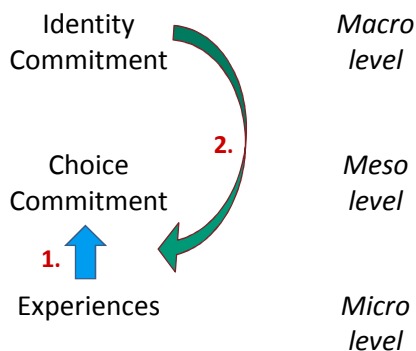 Identity
Commitment
Macro
level
2.
Choice
Commitment
Meso
level
1.
Experiences
Micro
level